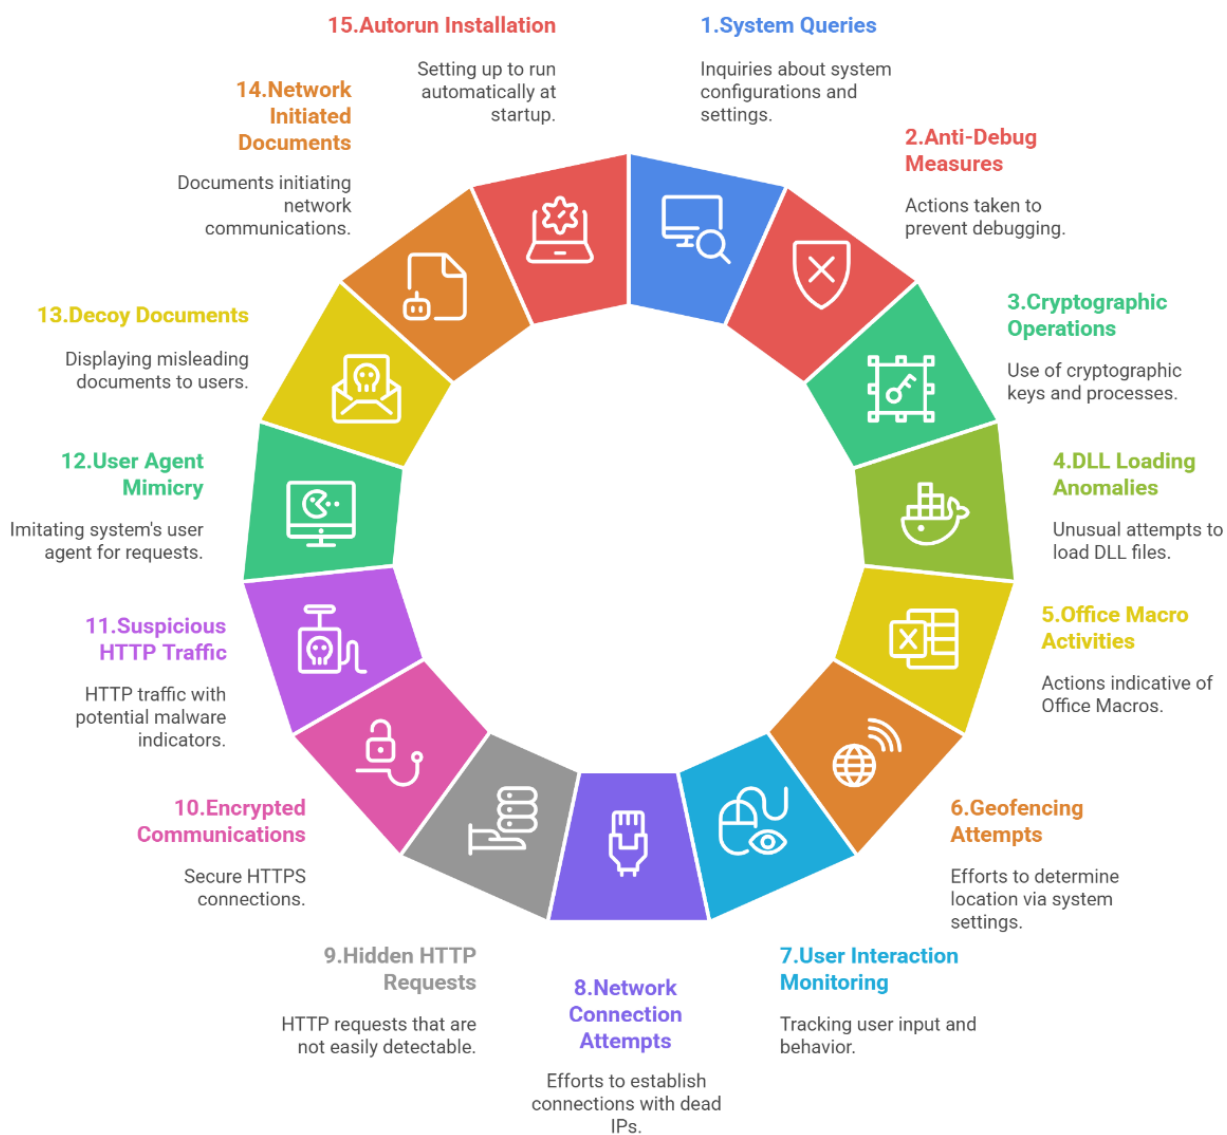 15.Autorun Installation
Setting up to run
automatically at
startup.
1.System Queries
Inquiries about system
configurations and
settings.
2.Anti-Debug
Measures
Actions taken to
prevent debugging.
3.Cryptographic
Operations
Use of cryptographic
keys and processes.
4.DLL Loading
Anomalies
Unusual attempts to
load DLL files.
5.Office Macro
Activities
Actions indicative of
Office Macros.
6.Geofencing
Attempts
Efforts to determine
location via system
settings.
7.User Interaction
Monitoring
Tracking user input and
behavior.
8.Network
Connection
Attempts
Efforts to establish
connections with dead
IPs.
9.Hidden HTTP
Requests
HTTP requests that are
not easily detectable.
10.Encrypted
Communications
Secure HTTPS
connections.
11.Suspicious
HTTP Traffic
HTTP traffic with
potential malware
indicators.
12.User Agent
Mimicry
Imitating system's user
agent for requests.
13.Decoy Documents
Displaying misleading
documents to users.
14.Network
Initiated
Documents
Documents initiating
network
communications.
X